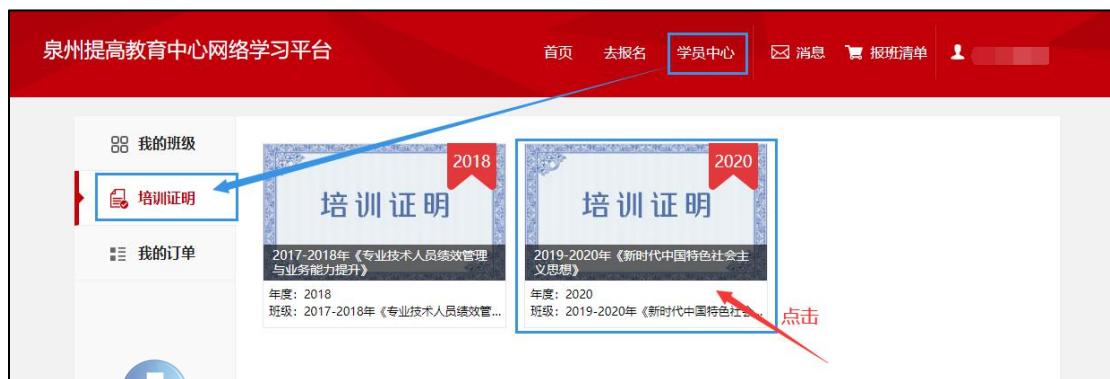 泉州提高教育中心网络学习平台
首页 去报名 学员中心 消息 报班清单
我的班级
培训证明
我的订单
2018
培训证明
2017-2018年《专业技术人员绩效管理
与业务能力提升》
年度：2018
班级：2017-2018年《专业技术人员绩效管...
2020
培训证明
2019-2020年《新时代中国特色社会主
义思想》
年度：2020
班级：2019-2020年《新时代中国特色社会...
点击